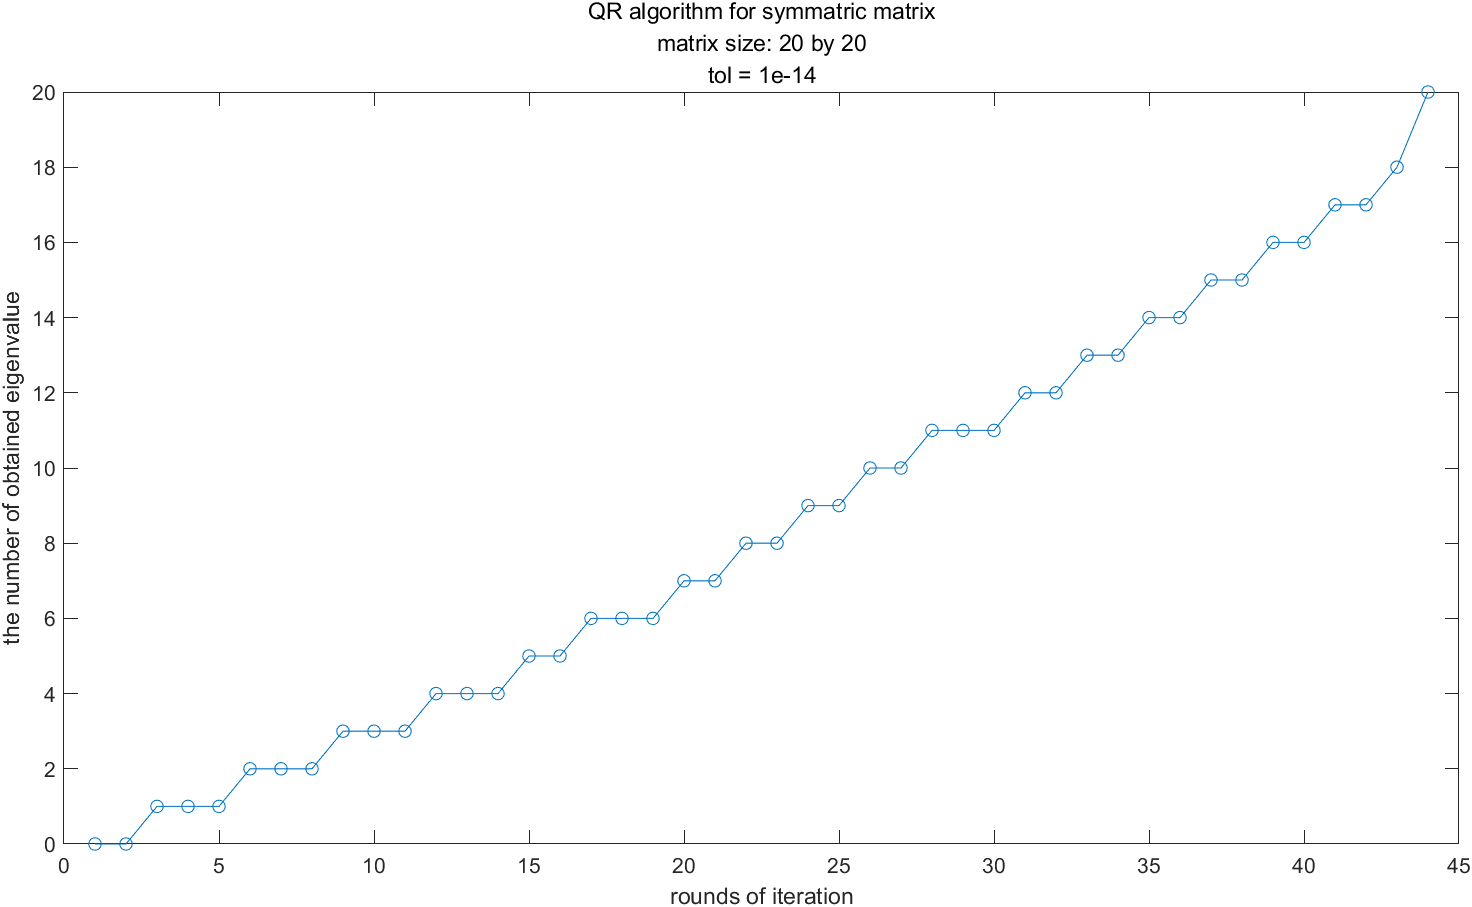 QR algorithm for symmatric matrix
matrix size: 20 by 20
tol = 1e-14
20
18
16
14
12
10
8
6
4
2
0
the number of obtained eigenvalue
0 5 10 15 20 25 30 35 40 45
rounds of iteration